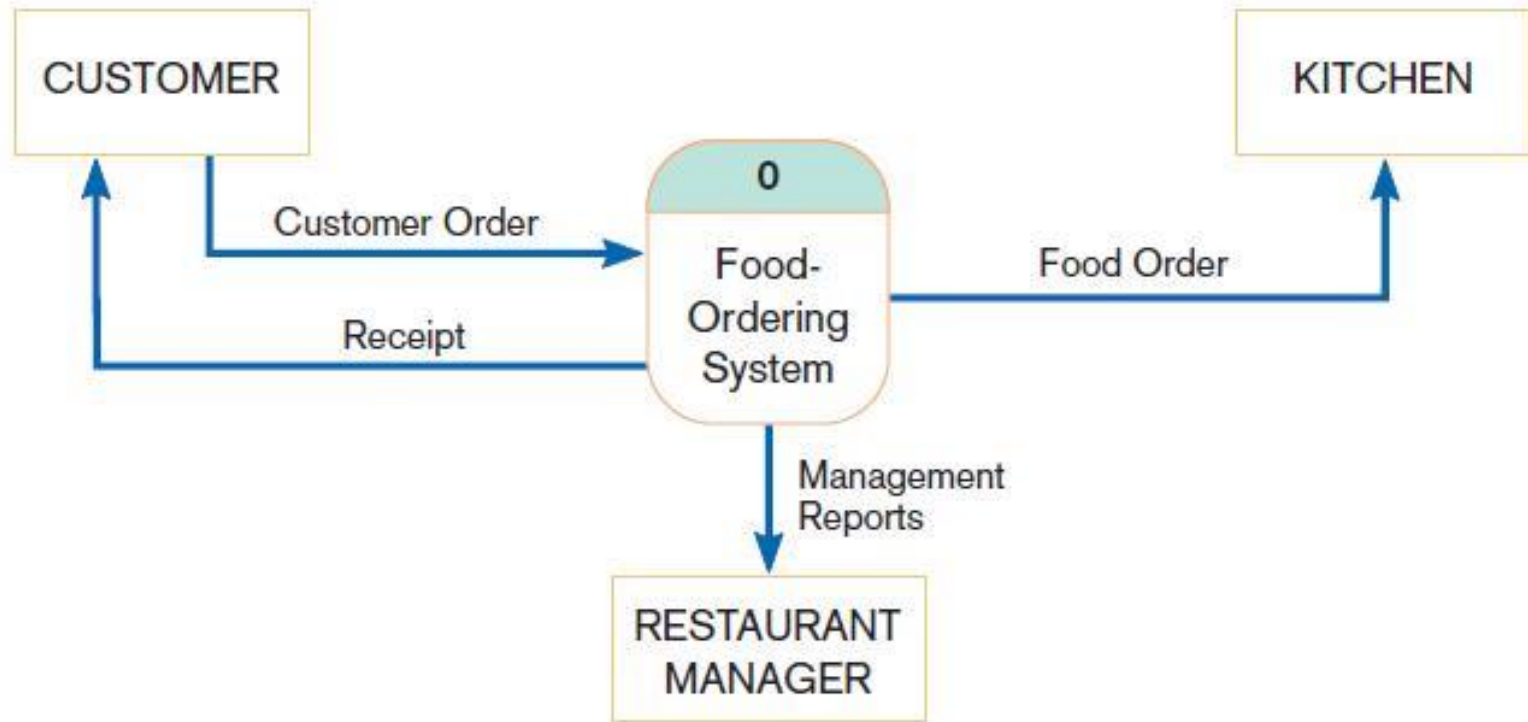 CUSTOMER
KITCHEN
0
Customer Order
Food-
Ordering
System
Food Order
Receipt
Management
Reports
RESTAURANT
MANAGER